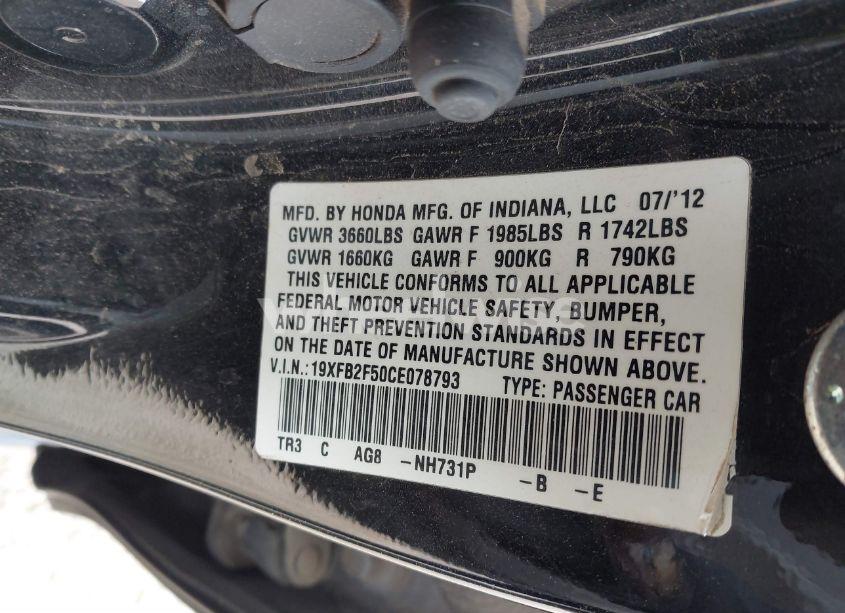 MFD. BY HONDA MFG. OF INDIANA, LLC 07/'12
GVWR 3660LBS GAWR F 1985LBS R 1742LBS
GVWR 1660KG GAWR F 900KG R 790KG
THIS VEHICLE CONFORMS TO ALL APPLICABLE
FEDERAL MOTOR VEHICLE SAFETY, BUMPER,
AND THEFT PREVENTION STANDARDS IN EFFECT
ON THE DATE OF MANUFACTURE SHOWN ABOVE.
V.I.N.:19XFB2F50CE078793 TYPE: PASSENGER CAR
TR3 C AG8 -NH731P -B -E